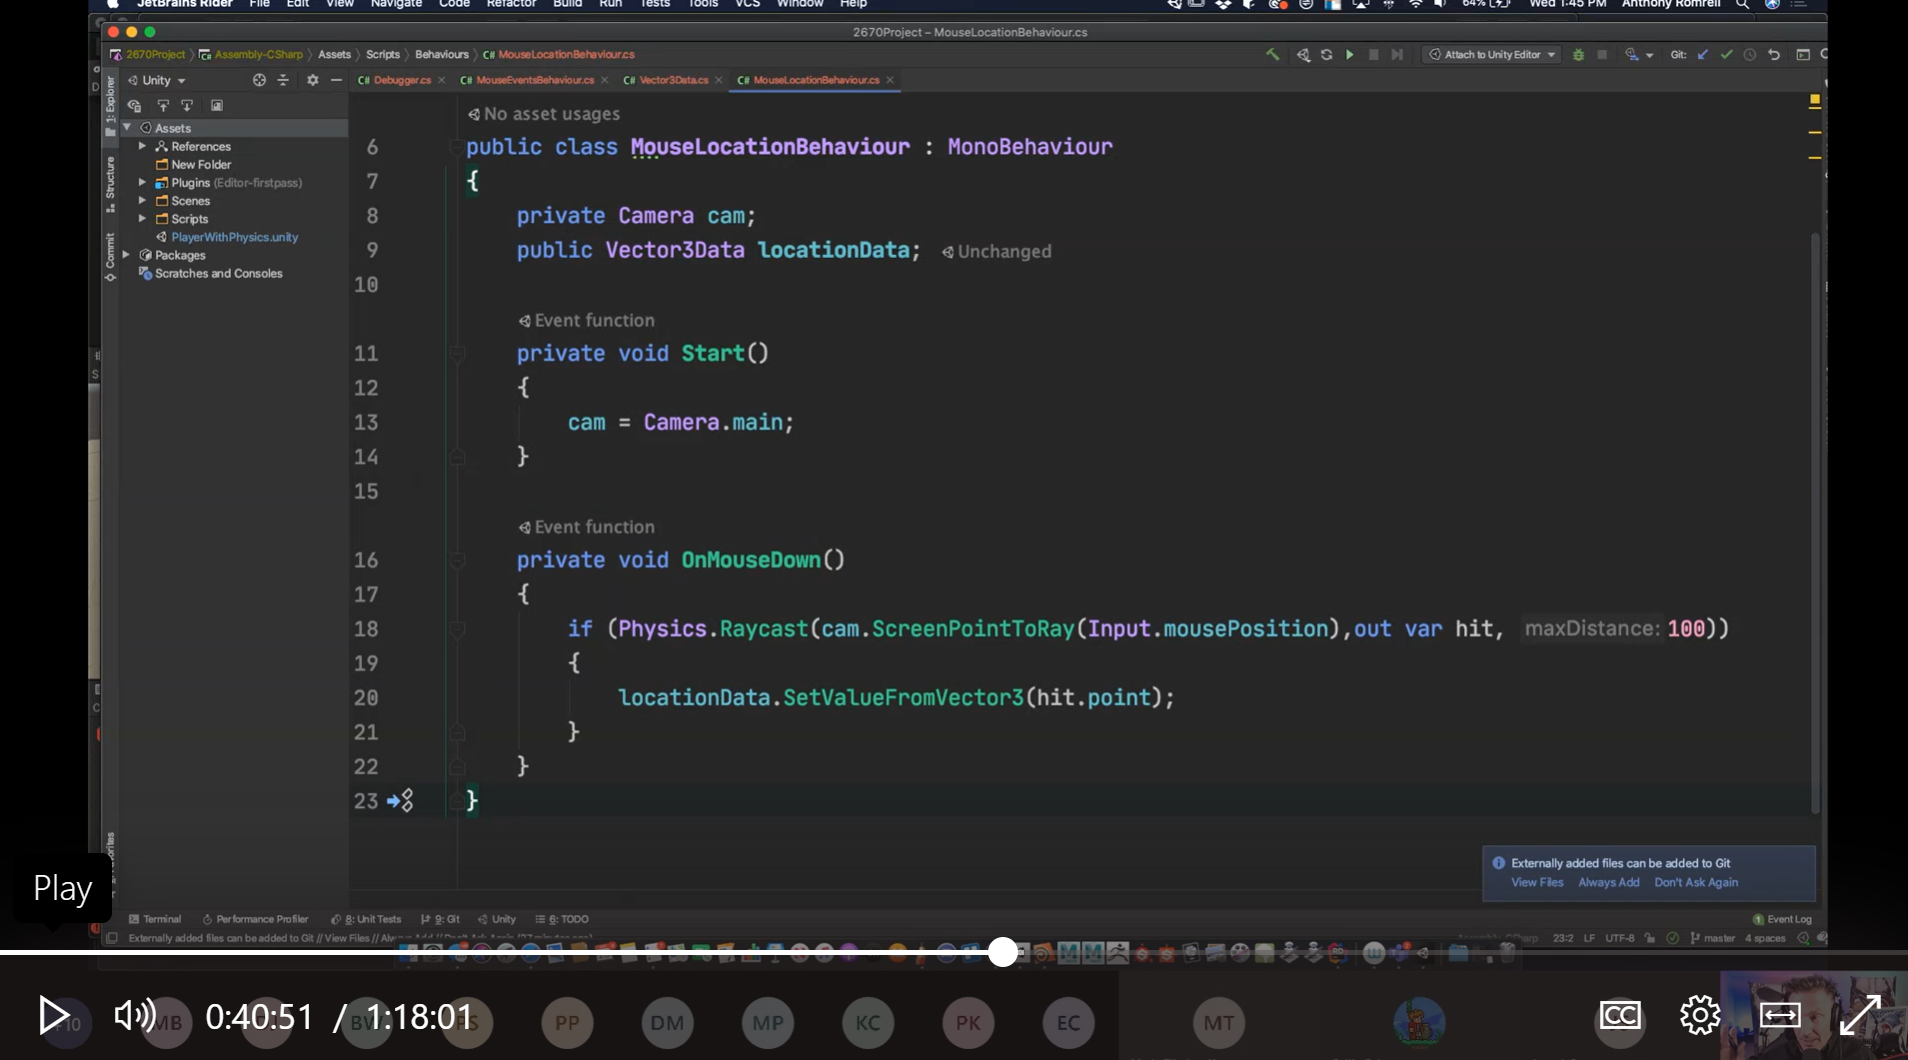 JetBrains Rider File Edit View Navigate Code Refactor Build Run Tests Tools VCS Window Help 64% Wed 1:45 PM Anthony Romrell
2670Project – MouseLocationBehaviour.cs
2670Project Assembly-CSharp Assets Scripts Behaviours C# MouseLocationBehaviour.cs Attach to Unity Editor Git:
Unity C# Debugger.cs C# MouseEventsBehaviour.cs C# Vector3Data.cs C# MouseLocationBehaviour.cs
1: Explorer
Structure
Commit
Assets
References
New Folder
Plugins (Editor-firstpass)
Scenes
Scripts
PlayerWithPhysics.unity
Packages
Scratches and Consoles
No asset usages
6 public class MouseLocationBehaviour : MonoBehaviour
7 {
8 private Camera cam;
9 public Vector3Data locationData; Unchanged
10
Event function
11 private void Start()
12 {
13 cam = Camera.main;
14 }
15
Event function
16 private void OnMouseDown()
17 {
18 if (Physics.Raycast(cam.ScreenPointToRay(Input.mousePosition),out var hit, maxDistance: 100))
19 {
20 locationData.SetValueFromVector3(hit.point);
21 }
22 }
23 }
Externally added files can be added to Git
View Files Always Add Don't Ask Again
Play
Terminal Performance Profiler 8: Unit Tests 9: Git Unity 6: TODO 1 Event Log
Externally added files can be added to Git // View Files // Always Add // Don't Ask Again 23:2 LF UTF-8 master 4 spaces
0:40:51 / 1:18:01 CC
PP DM MP KC PK EC MT